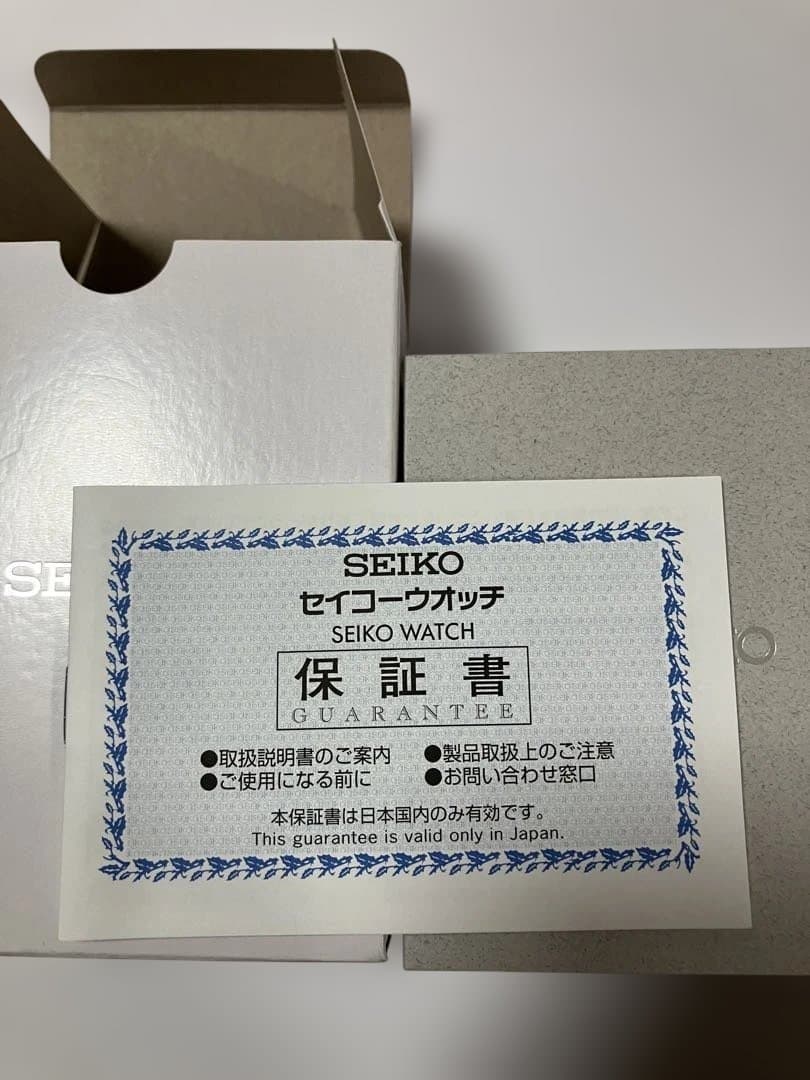 SE
SEIKO
セイコーウオッチ
SEIKO WATCH
保証書
GUARANTEE
●取扱説明書のご案内 ●製品取扱上のご注意
●ご使用になる前に ●お問い合わせ窓口
本保証書は日本国内のみ有効です。
This guarantee is valid only in Japan.
O